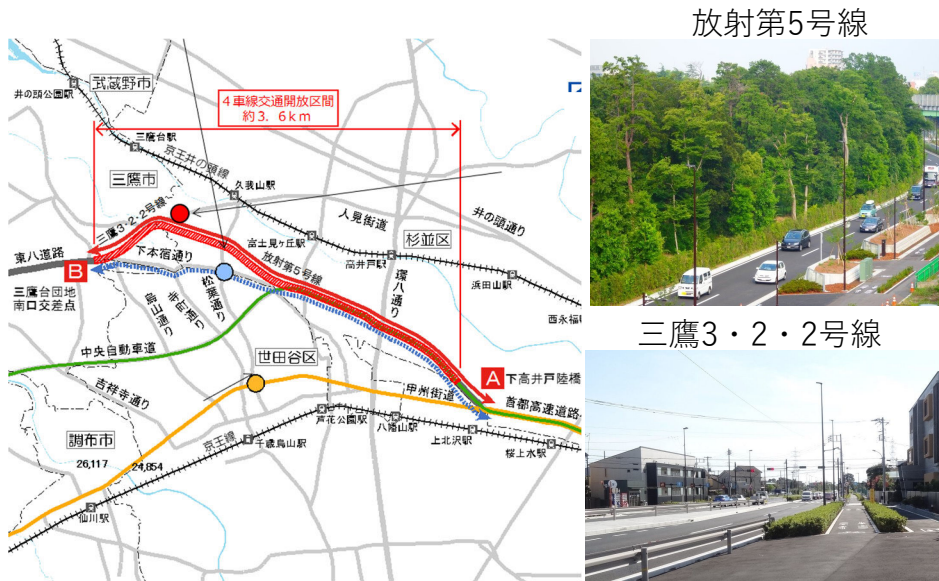 放射第5号線
武蔵野市
井の頭公園駅
4車線交通開放区間
約3.6km
三鷹台駅
京王井の頭線
三鷹市
久我山駅
人見街道
井の頭通り
三鷹3・2・2号線
杉並区
富士見ヶ丘駅
東八道路
下本宿通り
放射第5号線
高井戸駅
環八通り
浜田山駅
B
三鷹台団地
南口交差点
松葉通り
寺町通り
烏山通り
西永福
中央自動車道
世田谷区
A
下高井戸陸橋
甲州街道
首都高速道路
吉祥寺通り
芦花公園駅
八幡山駅
調布市
京王線
千歳烏山駅
上北沢駅
桜上水駅
26,117
24,854
仙川駅
三鷹3・2・2号線